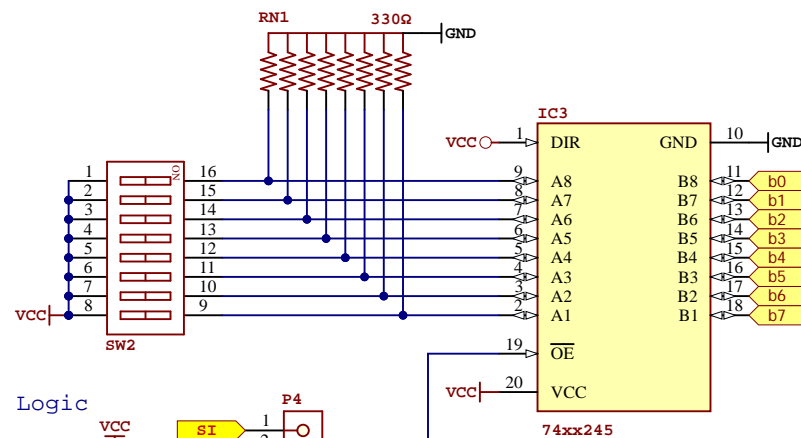 RN1 330Ω
GND
IC3
VCC 1 DIR GND 10 GND
1 ON 16 9 A8 B8 11 b0
2 15 8 A7 B7 12 b1
3 14 7 A6 B6 13 b2
4 13 6 A5 B5 14 b3
5 12 5 A4 B4 15 b4
6 11 4 A3 B3 16 b5
7 10 3 A2 B2 17 b6
VCC 8 9 2 A1 B1 18 b7
SW2
19 OE
VCC 20 VCC
Logic
P4
VCC
SI 1
2
74xx245